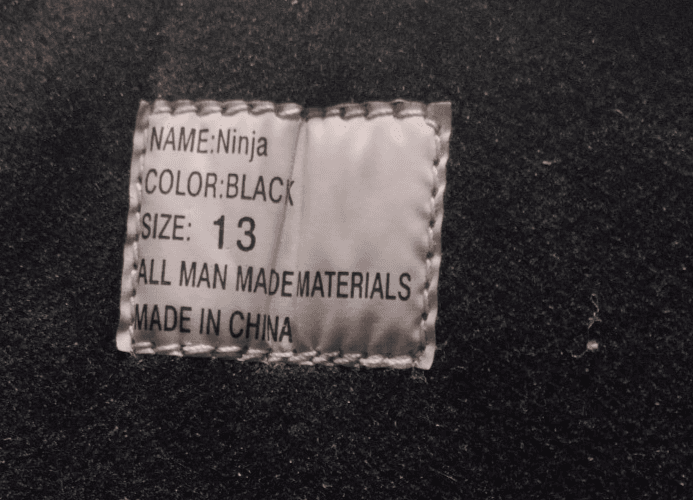 NAME:Ninja
COLOR:BLACK
SIZE: 13
ALL MAN MADE MATERIALS
MADE IN CHINA